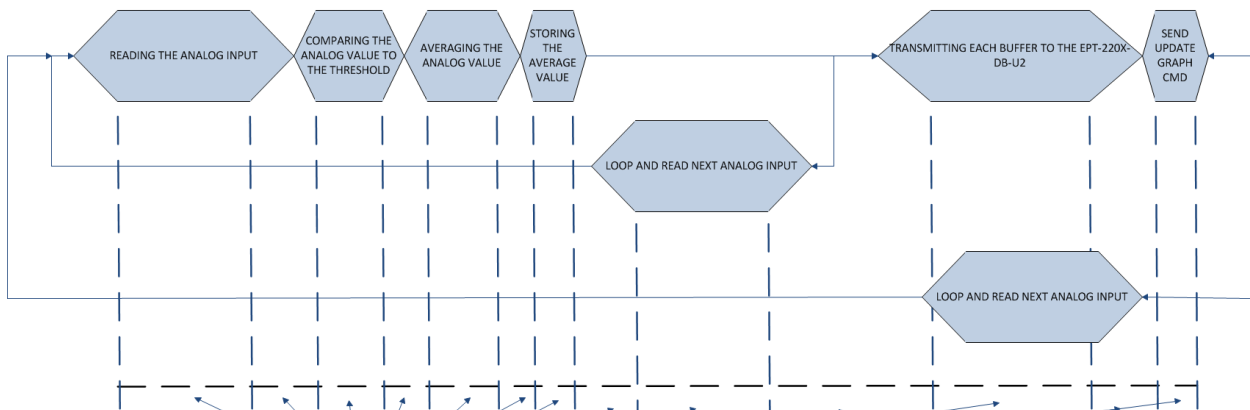 READING THE ANALOG INPUT
COMPARING THE
ANALOG VALUE TO
THE THRESHOLD
AVERAGING THE
ANALOG VALUE
STORING
THE
AVERAGE
VALUE
TRANSMITTING EACH BUFFER TO THE EPT-220X-
DB-U2
SEND
UPDATE
GRAPH
CMD
LOOP AND READ NEXT ANALOG INPUT
LOOP AND READ NEXT ANALOG INPUT